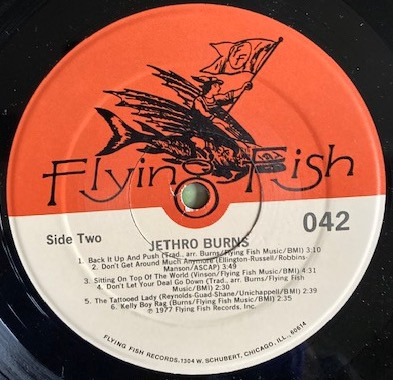 Flying Fish
042
Side Two
JETHRO BURNS
1. Back It Up And Push (Trad., arr. Burns/Flying Fish Music/BMI) 3:10
2. Don't Get Around Much Anymore (Ellington-Russell/Robbins-
Manson/ASCAP) 3:49
3. Sitting On Top Of The World (Vinson/Flying Fish Music/BMI) 4:31
4. Don't Let Your Deal Go Down (Trad., arr. Burns/Flying Fish
Music/BMI) 2:30
5. The Tattooed Lady (Reynolds-Guad-Shane/Unichappell/BMI) 2:39
6. Kelly Boy Rag (Burns/Flying Fish Music/BMI) 2:35
© 1977 Flying Fish Records, Inc.
FLYING FISH RECORDS, 1304 W. SCHUBERT, CHICAGO, ILL., 60614